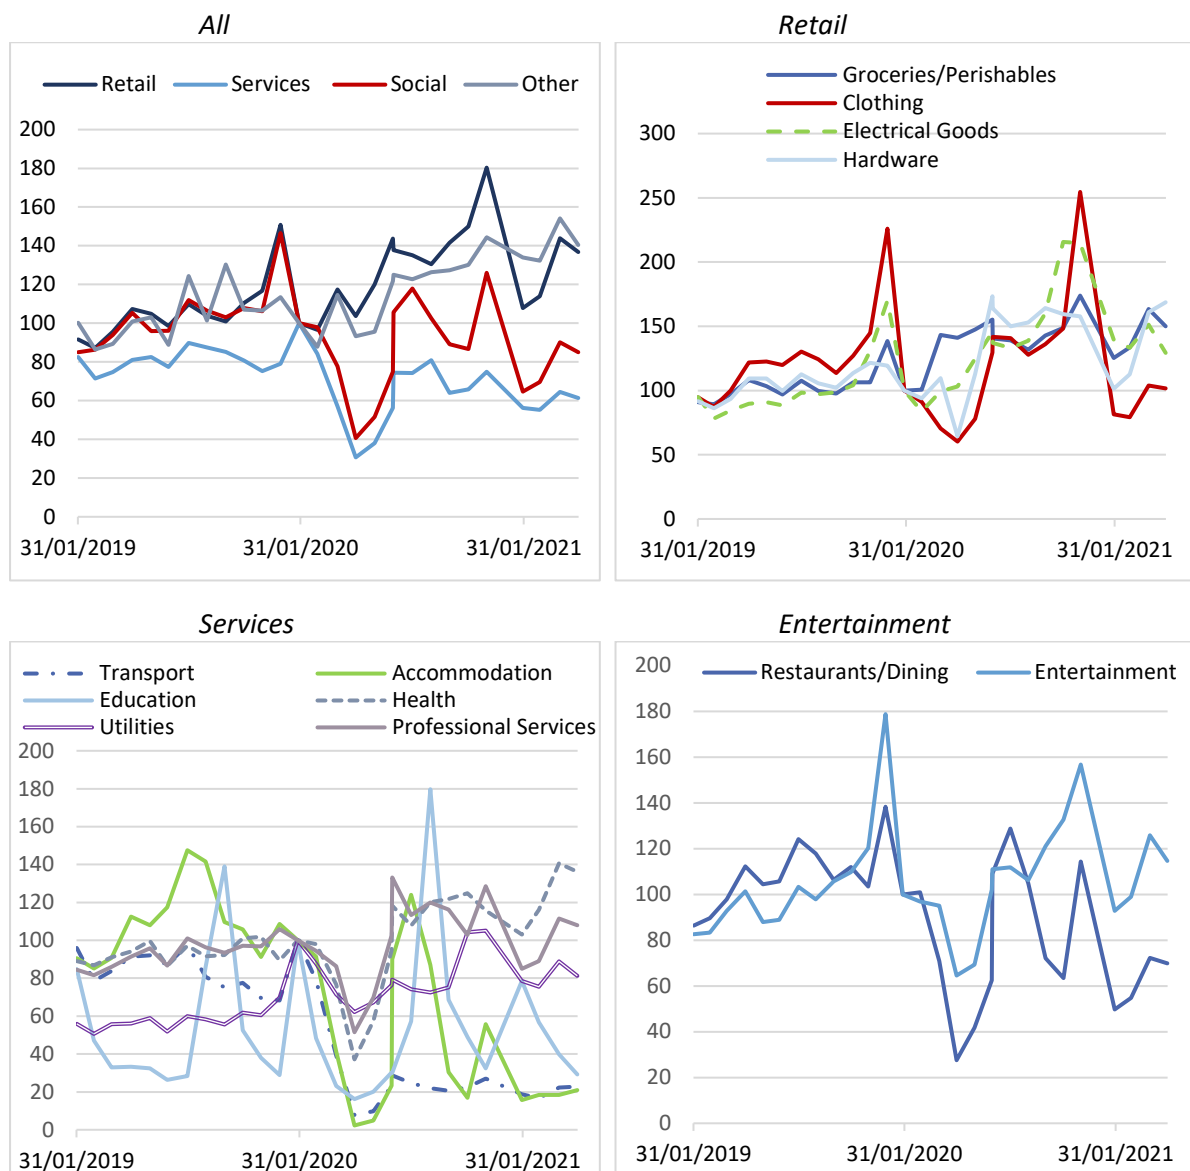 All
Retail Services Social Other
200
180
160
140
120
100
80
60
40
20
0
31/01/2019 31/01/2020 31/01/2021
Retail
Groceries/Perishables
Clothing
Electrical Goods
Hardware
300
250
200
150
100
50
0
31/01/2019 31/01/2020 31/01/2021
Services
Transport Accommodation
Education Health
Utilities Professional Services
200
180
160
140
120
100
80
60
40
20
0
31/01/2019 31/01/2020 31/01/2021
Entertainment
Restaurants/Dining Entertainment
200
180
160
140
120
100
80
60
40
20
0
31/01/2019 31/01/2020 31/01/2021